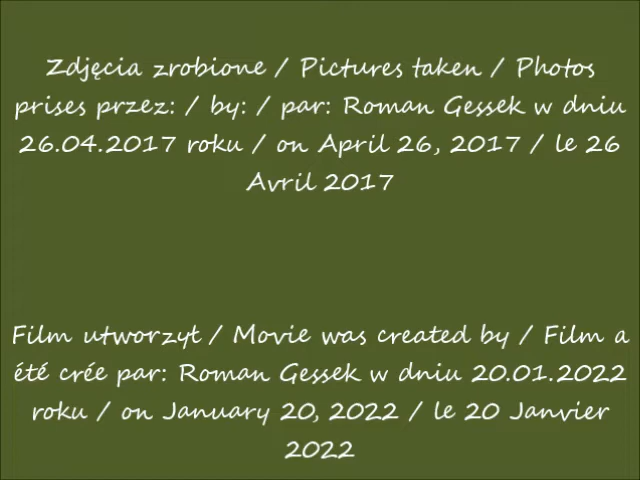 Zdjęcia zrobione / Pictures taken / Photos
prises przez: / by: / par: Roman Gessek w dniu
26.04.2017 roku / on April 26, 2017 / le 26
Avril 2017
Film utworzył / Movie was created by / Film a
été crée par: Roman Gessek w dniu 20.01.2022
roku / on January 20, 2022 / le 20 Janvier
2022